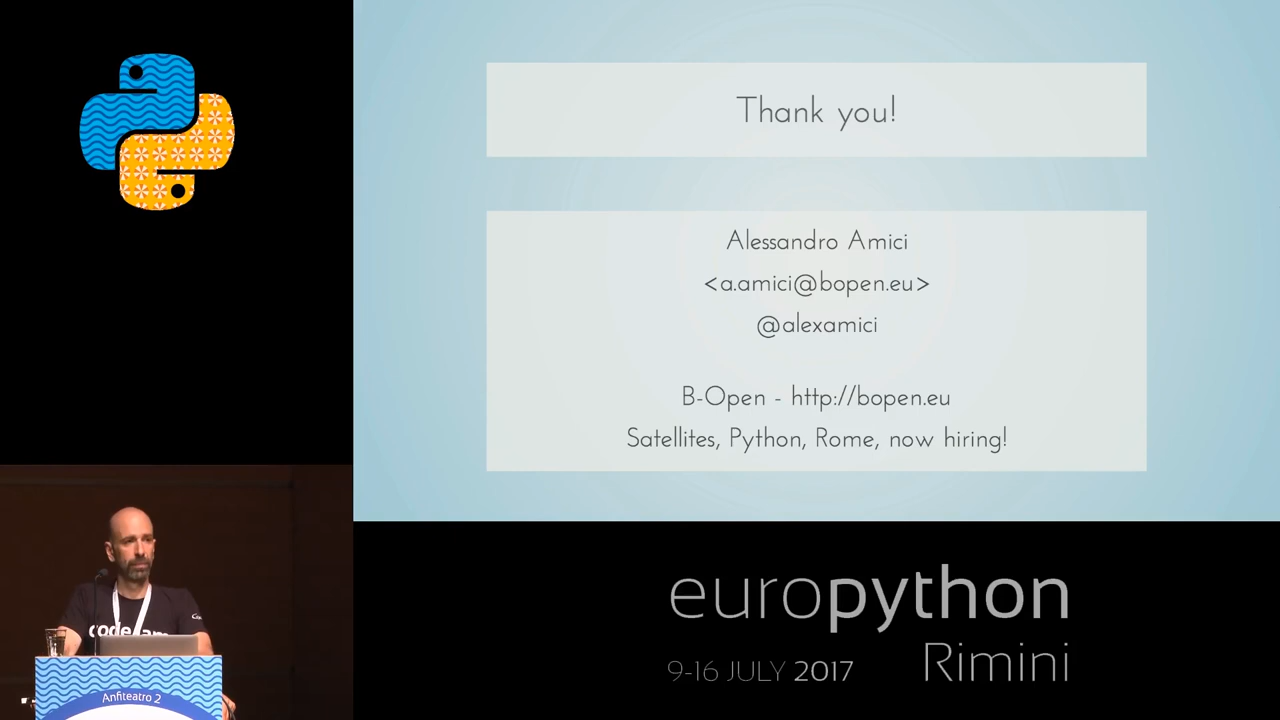 Thank you!
Alessandro Amici
<a.amici@bopen.eu>
@alexamici
B-Open - http://bopen.eu
Satellites, Python, Rome, now hiring!
europython
Rimini
9-16 JULY 2017
Anfiteatro 2